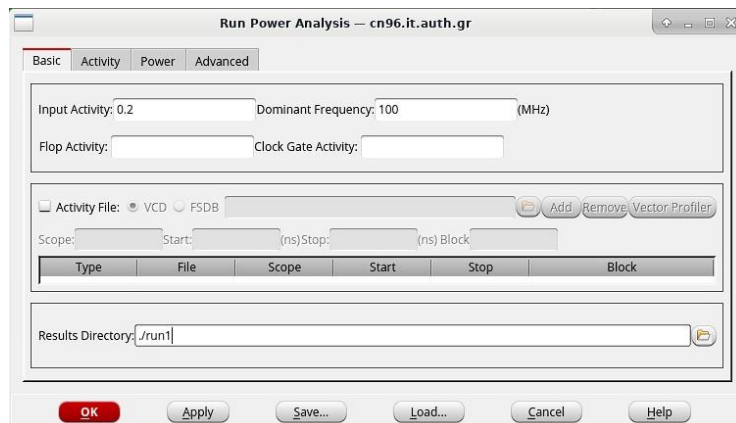 Run Power Analysis — cn96.it.auth.gr
Basic Activity Power Advanced
Input Activity: 0.2 Dominant Frequency: 100 (MHz)
Flop Activity: Clock Gate Activity:
Activity File: VCD FSDB Add Remove Vector Profiler
Scope: Start: (ns) Stop: (ns) Block
Type File Scope Start Stop Block
Results Directory: ./run1
OK Apply Save... Load... Cancel Help